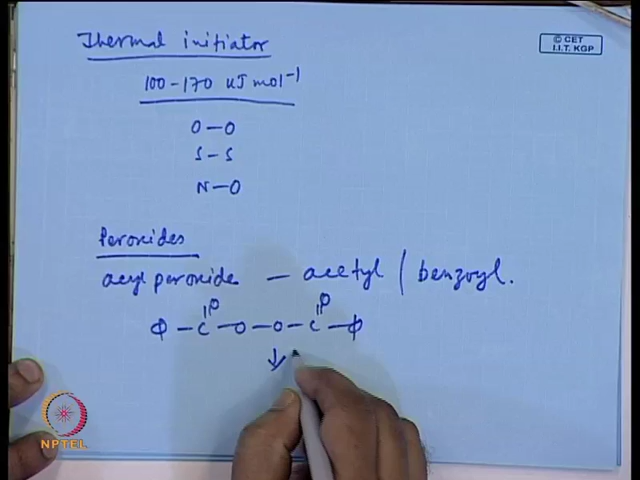 Thermal initiator
© CET
I.I.T. KGP
100-170 KJ mol⁻¹
O-O
S-S
N-O
Peroxides
acyl peroxide - acetyl / benzoyl.
O O
ϕ-C-O-O-C-ϕ
↓
NPTEL